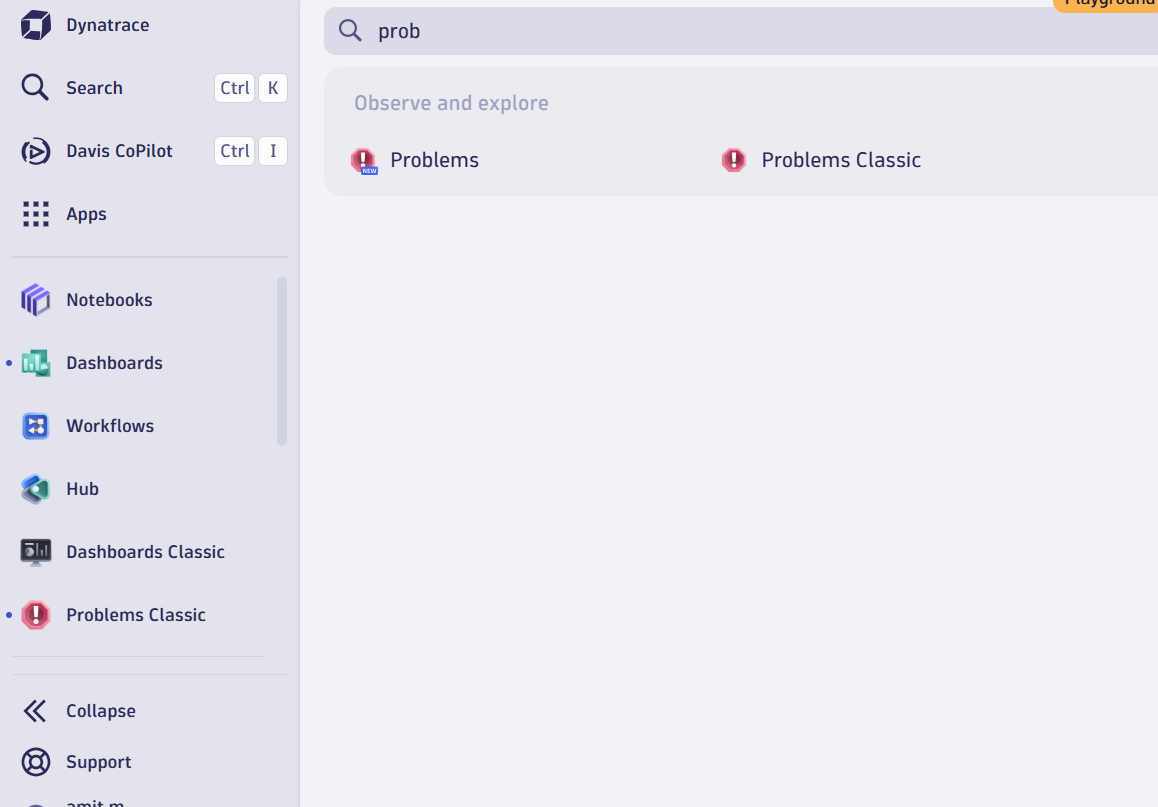 Dynatrace
Search Ctrl K
Davis CoPilot Ctrl I
Apps
Notebooks
Dashboards
Workflows
Hub
Dashboards Classic
Problems Classic
Collapse
Support
amit.m
Playground
prob
Observe and explore
NEW
Problems
Problems Classic